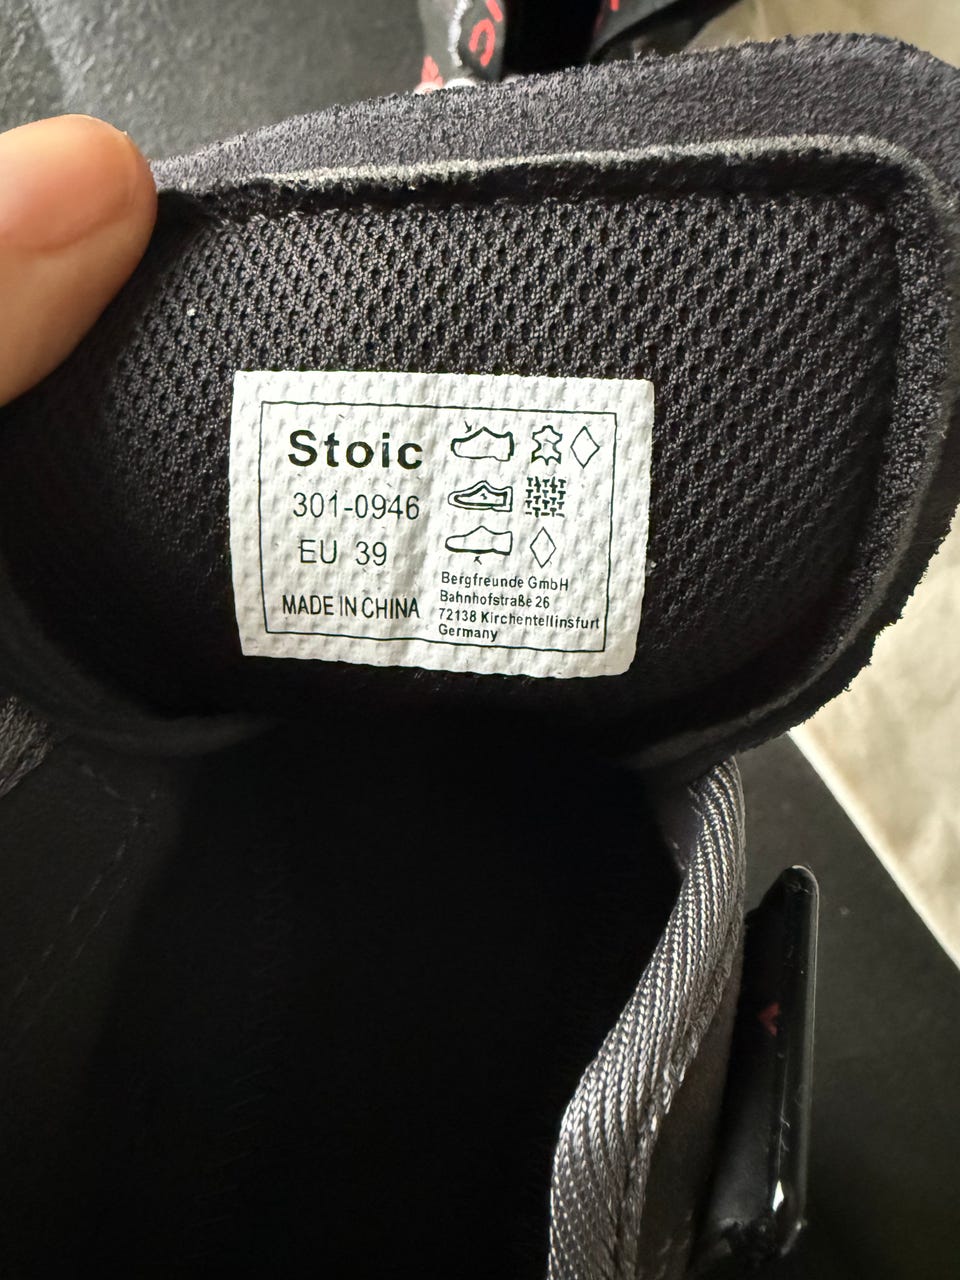 Stoic
301-0946
EU 39
MADE IN CHINA
Bergfreunde GmbH
Bahnhofstraße 26
72138 Kirchentellinsfurt
Germany